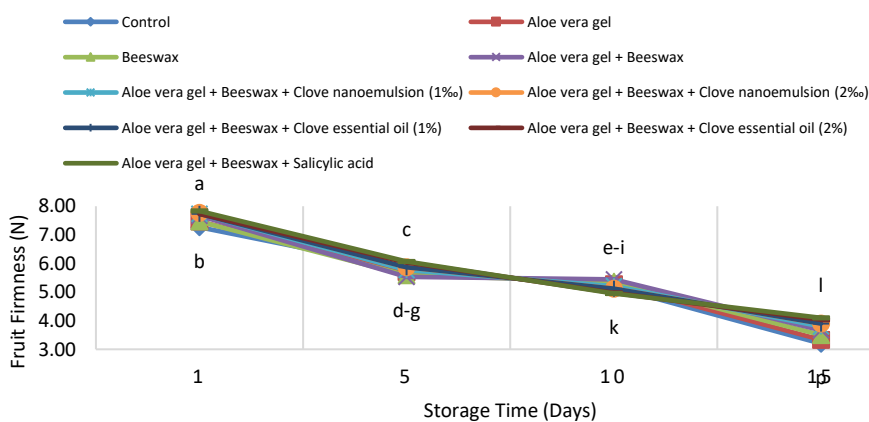 Control
Aloe vera gel
Beeswax
Aloe vera gel + Beeswax
Aloe vera gel + Beeswax + Clove nanoemulsion (1‰)
Aloe vera gel + Beeswax + Clove nanoemulsion (2‰)
Aloe vera gel + Beeswax + Clove essential oil (1%)
Aloe vera gel + Beeswax + Clove essential oil (2%)
Aloe vera gel + Beeswax + Salicylic acid
Fruit Firmness (N)
8.00
7.00
6.00
5.00
4.00
3.00
a
b
c
d-g
e-i
k
l
p
1
5
10
15
Storage Time (Days)